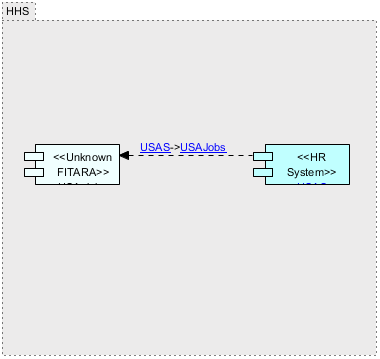 HHS
USAS->USAJobs
<<Unknown
FITARA>>
<<HR
System>>